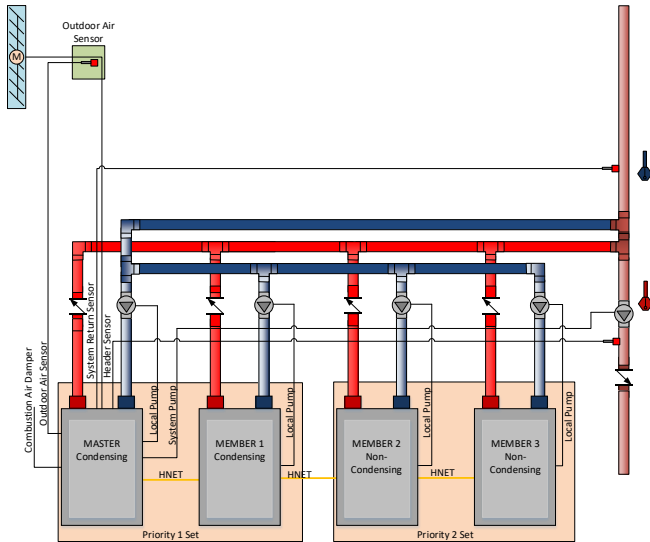 Outdoor Air
Sensor
M
Combustion Air Damper
Outdoor Air Sensor
System Return Sensor
Header Sensor
Local Pump
System Pump
Local Pump
Local Pump
Local Pump
MASTER
Condensing
MEMBER 1
Condensing
MEMBER 2
Non-
Condensing
MEMBER 3
Non-
Condensing
HNET
HNET
HNET
Priority 1 Set
Priority 2 Set